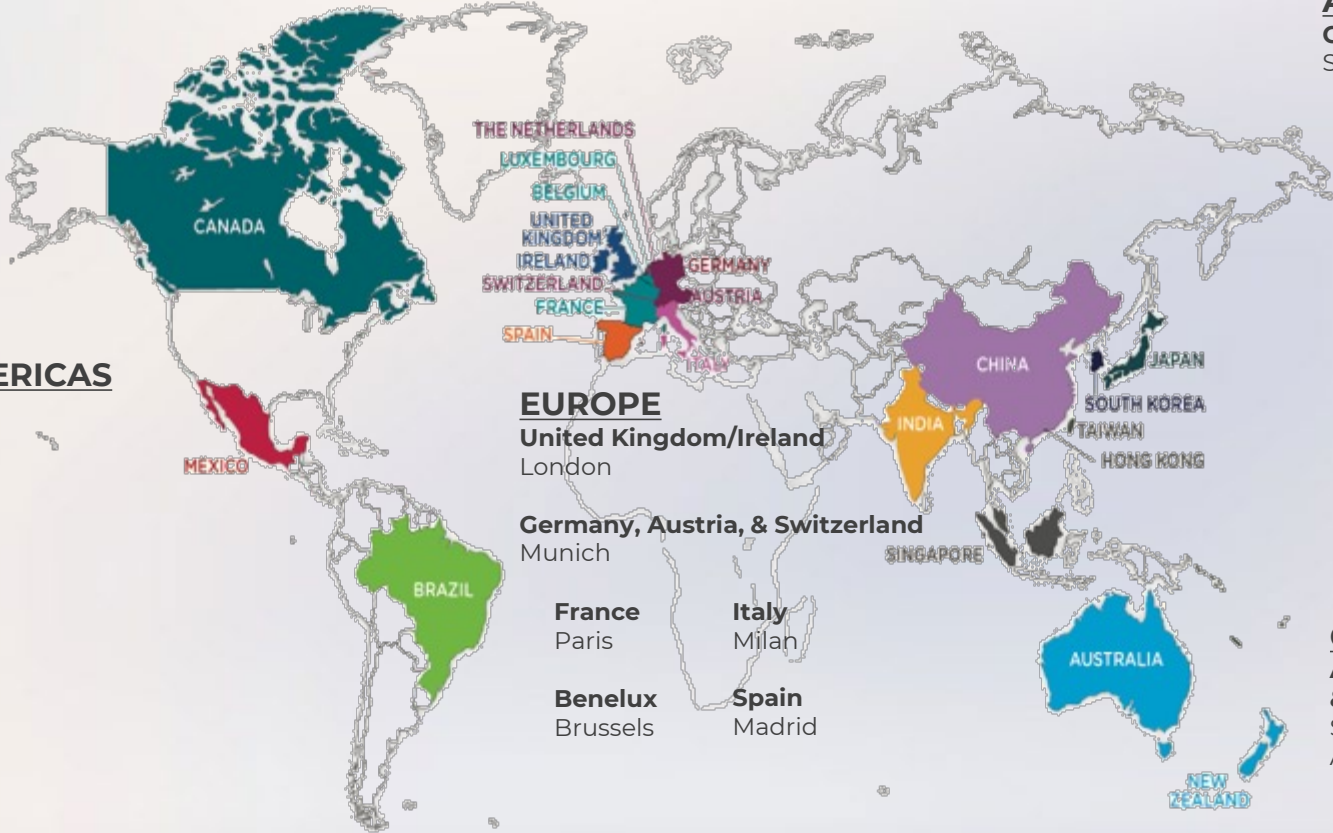 THE NETHERLANDS
LUXEMBOURG
BELGIUM
UNITED
KINGDOM
IRELAND
SWITZERLAND
FRANCE
SPAIN
GERMANY
AUSTRIA
ITALY
CANADA
ERICAS
MEXICO
BRAZIL
CHINA
JAPAN
SOUTH KOREA
TAIWAN
HONG KONG
INDIA
SINGAPORE
AUSTRALIA
NEW
ZEALAND
EUROPE
United Kingdom/Ireland
London
Germany, Austria, & Switzerland
Munich
France
Paris
Italy
Milan
Benelux
Brussels
Spain
Madrid